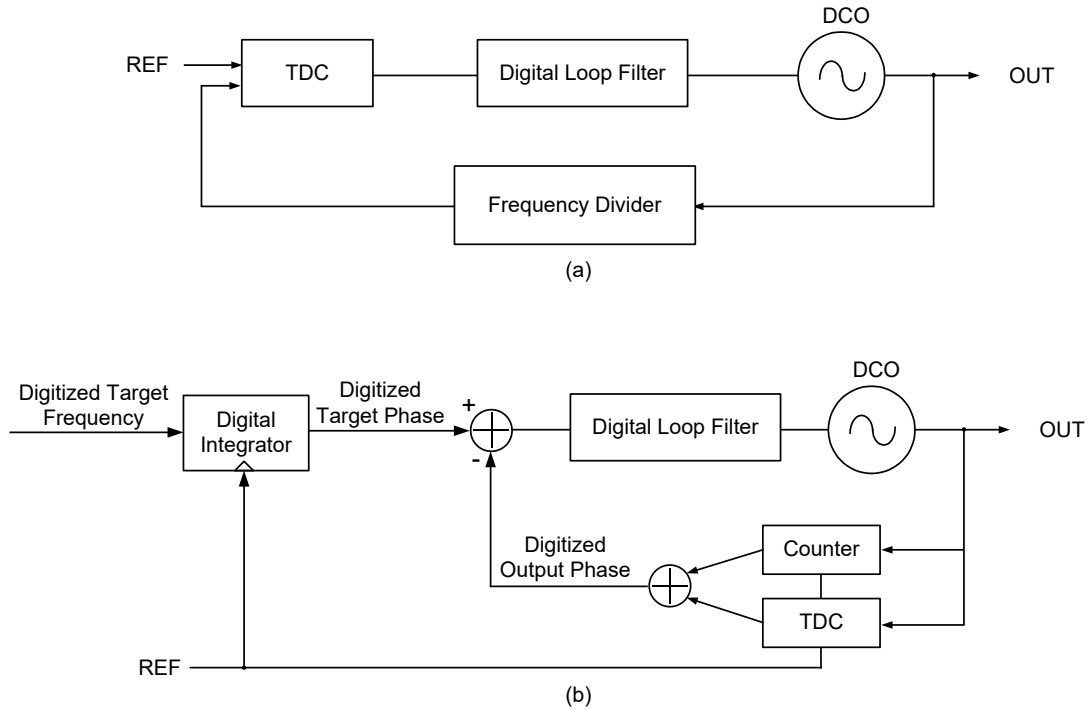 DCO
REF
TDC
Digital Loop Filter
OUT
Frequency Divider
(a)
DCO
Digitized Target
Frequency
Digital
Integrator
Digitized
Target Phase
+
-
Digital Loop Filter
OUT
Digitized
Output Phase
Counter
TDC
REF
(b)